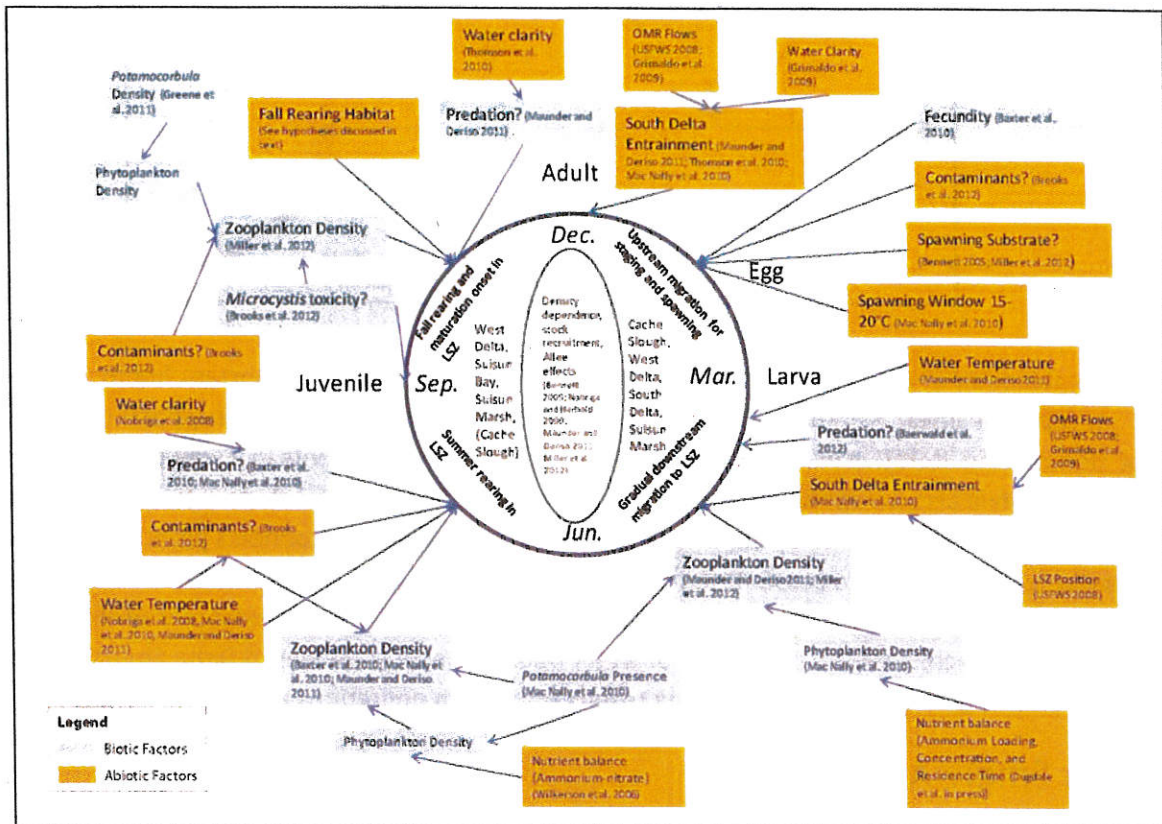 Potamocorbula
Density (Greene et
al. 2011)
Phytoplankton
Density
Fall Rearing Habitat
(See hypotheses discussed in
text)
Water clarity
(Thomson et al.
2010)
Predation? (Maunder
and Deriso 2011)
OMR Flows
(USFWS 2008;
Grimaldo et al.
2009)
Water Clarity
(Grimaldo et al.
2009)
South Delta
Entrainment (Maunder and
Deriso 2011; Thomson et al. 2010;
Mac Nally et al. 2010)
Fecundity (Baxter et al.
2010)
Contaminants? (Brooks
et al. 2012)
Spawning Substrate?
(Bennett 2005; Miller et al. 2012)
Spawning Window 15-
20°C (Mac Nally et al. 2010)
Water Temperature
(Maunder and Deriso 2011)
Adult
Egg
Larva
Juvenile
Zooplankton Density
(Miller et al. 2012)
Microcystis toxicity?
(Brooks et al. 2012)
Contaminants? (Brooks
et al. 2012)
Water clarity
(Nobriga et al. 2008)
Predation? (Baxter et al.
2010; Mac Nally et al. 2010)
Contaminants? (Brooks
et al. 2012)
Water Temperature
(Nobriga et al. 2008, Mac Nally
et al. 2010, Maunder and Deriso
2011)
Dec.
Mar.
Jun.
Sep.
Fall rearing and
maturation onset in
LSZ
Upstream migration for
staging and spawning
Gradual downstream
migration to LSZ
Summer rearing in
LSZ
West
Delta,
Suisun
Bay,
Suisun
Marsh,
(Cache
Slough)
Density
dependence,
stock
recruitment,
Allee
effects
(Bennett
2005; Nobriga
and Herbold
Maunder and
Deriso 2011
Miller et al.
2012)
Cache
Slough,
West
Delta,
South
Delta,
Suisun
Marsh
Predation? (Baerwald et al.
2012)
OMR Flows
(USFWS 2008;
Grimaldo et al.
2009)
South Delta Entrainment
(Mac Nally et al. 2010)
LSZ Position
(USFWS 2008)
Zooplankton Density
(Maunder and Deriso 2011; Miller
et al. 2012)
Phytoplankton Density
(Mac Nally et al. 2010)
Nutrient balance
(Ammonium Loading,
Concentration, and
Residence Time (Dugdale
et al. in press))
Zooplankton Density
(Baxter et al. 2010; Mac Nally et
al. 2010; Maunder and Deriso
2011)
Potamocorbula Presence
(Mac Nally et al. 2010)
Phytoplankton Density
Nutrient balance
(Ammonium-nitrate)
(Wilkerson et al. 2006)
Legend
Biotic Factors
Abiotic Factors